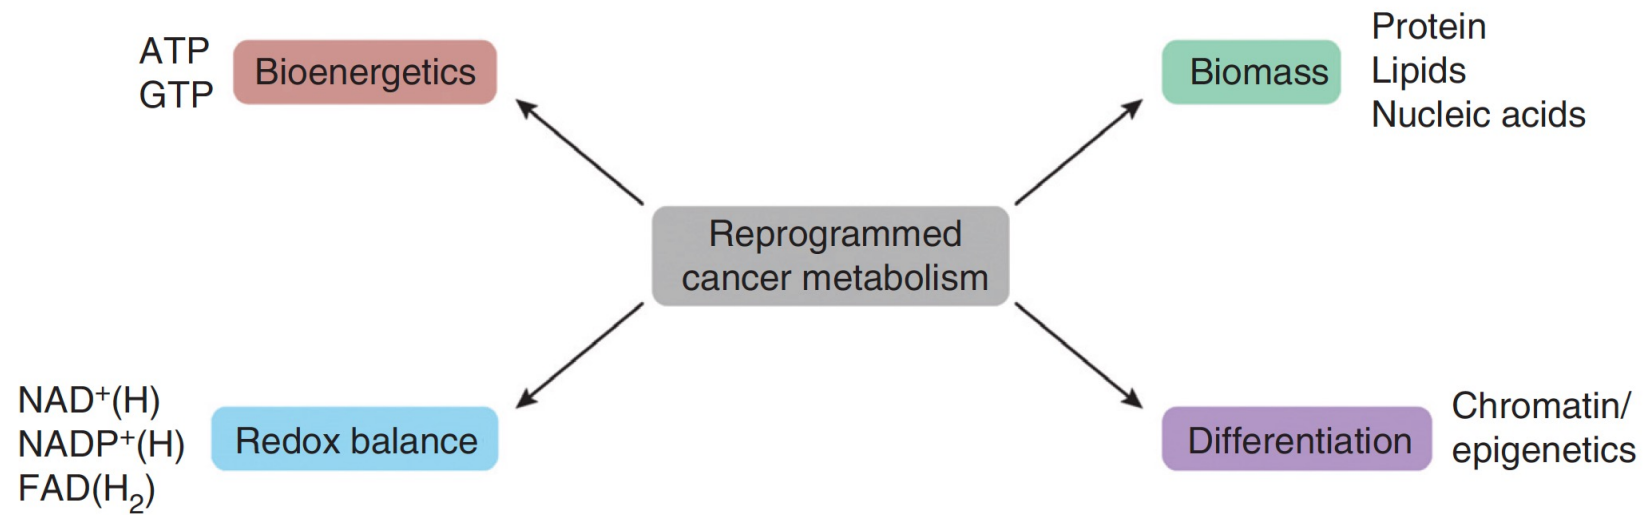 ATP
GTP
Bioenergetics
Biomass
Protein
Lipids
Nucleic acids
Reprogrammed
cancer metabolism
NAD⁺(H)
NADP⁺(H)
FAD(H₂)
Redox balance
Differentiation
Chromatin/
epigenetics